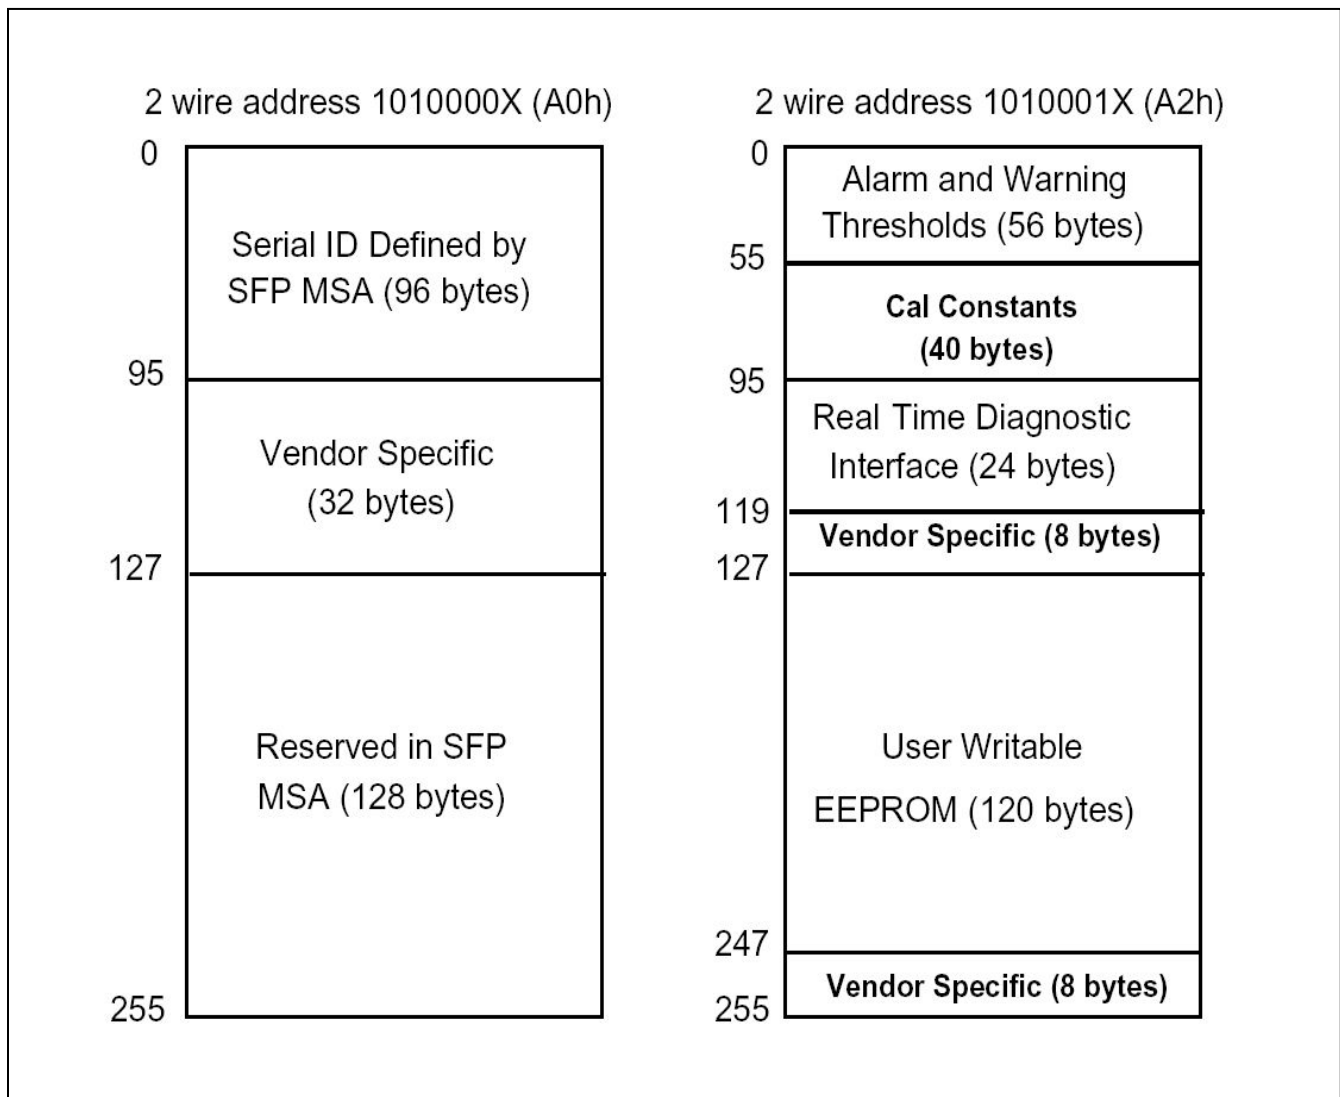 2 wire address 1010000X (A0h)
0
Serial ID Defined by
SFP MSA (96 bytes)
95
Vendor Specific
(32 bytes)
127
Reserved in SFP
MSA (128 bytes)
255
2 wire address 1010001X (A2h)
0
Alarm and Warning
Thresholds (56 bytes)
55
Cal Constants
(40 bytes)
95
Real Time Diagnostic
Interface (24 bytes)
119
Vendor Specific (8 bytes)
127
User Writable
EEPROM (120 bytes)
247
Vendor Specific (8 bytes)
255